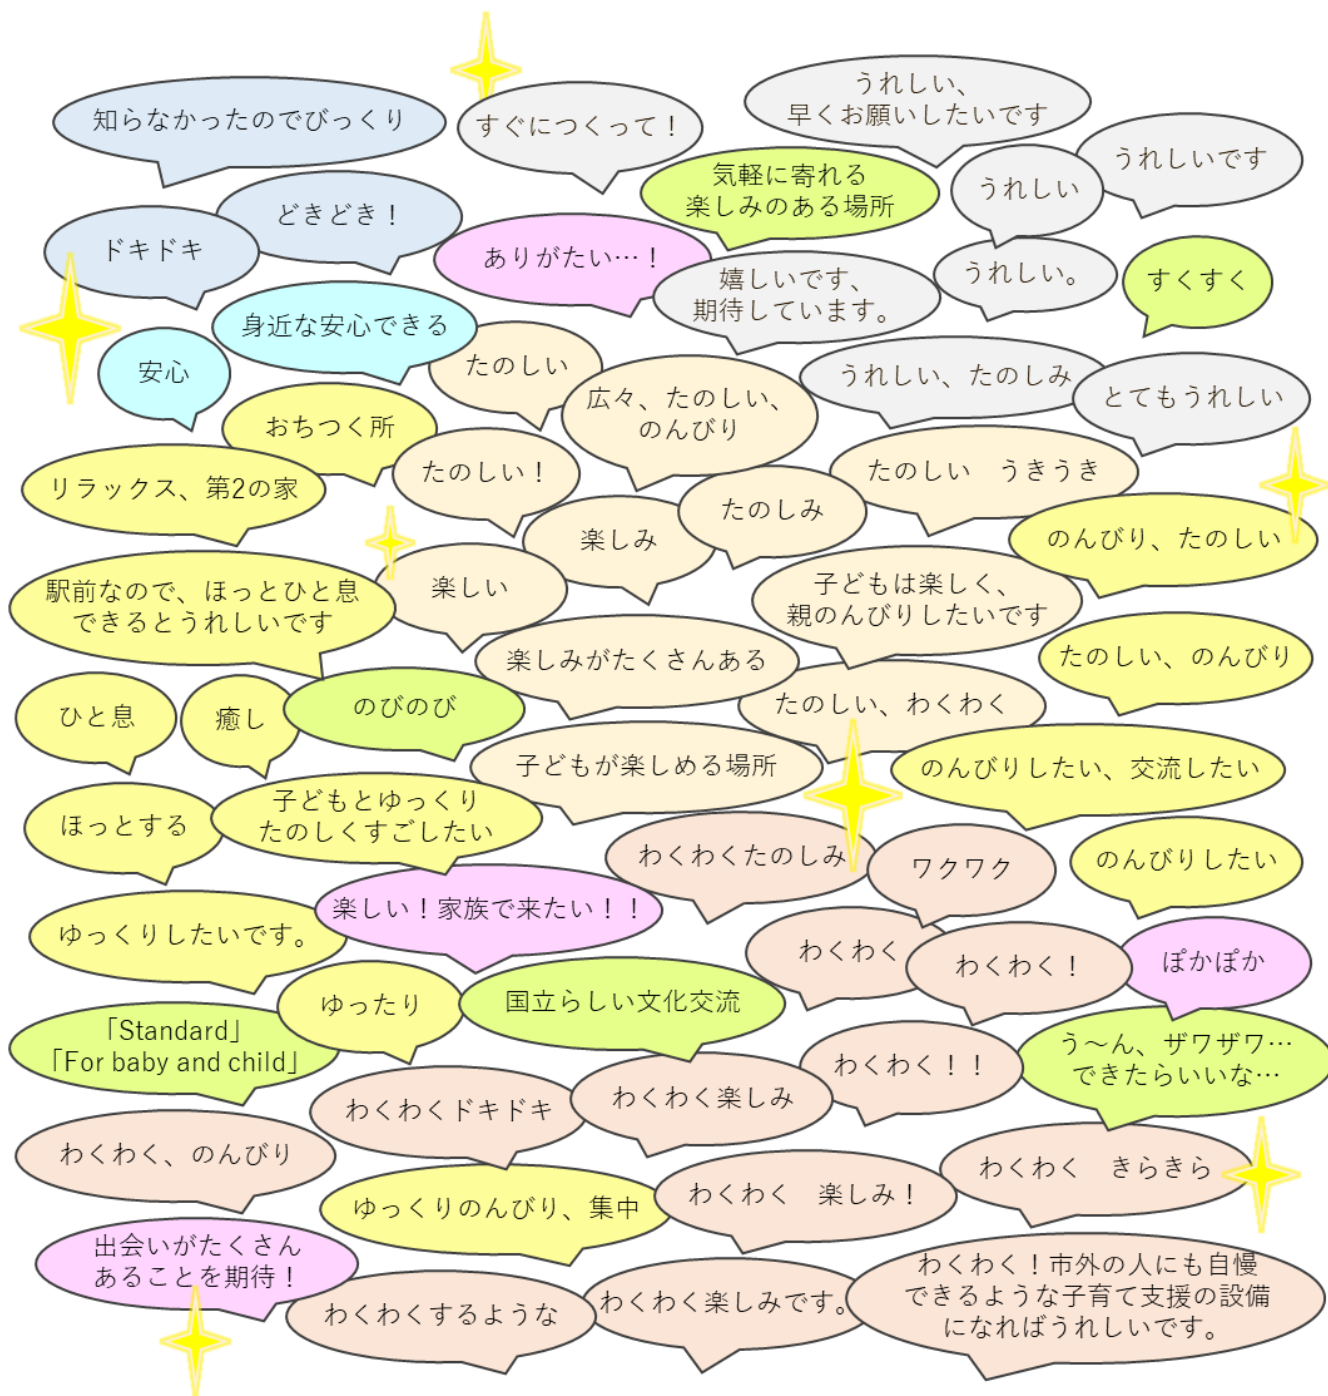 知らなかったのでびっくり
すぐにつくって！
うれしい、
早くお願いしたいです
うれしいです
気軽に寄れる
楽しみのある場所
うれしい
どきどき！
ドキドキ
ありがたい…！
嬉しいです、
期待しています。
うれしい。
すくすく
身近な安心できる
安心
たのしい
うれしい、たのしみ
とてもうれしい
広々、たのしい、
のんびり
おちつく所
たのしい！
たのしい　うきうき
リラックス、第2の家
たのしみ
楽しみ
のんびり、たのしい
駅前なので、ほっとひと息
できるとうれしいです
楽しい
子どもは楽しく、
親のんびりしたいです
楽しみがたくさんある
たのしい、のんびり
ひと息
癒し
のびのび
たのしい、わくわく
子どもが楽しめる場所
のんびりしたい、交流したい
ほっとする
子どもとゆっくり
たのしくすごしたい
わくわくたのしみ
ワクワク
のんびりしたい
楽しい！家族で来たい！！
ゆっくりしたいです。
わくわく
わくわく！
ぽかぽか
ゆったり
国立らしい文化交流
「Standard」
「For baby and child」
わくわく！！
う～ん、ザワザワ…
できたらいいな…
わくわくドキドキ
わくわく楽しみ
わくわく、のんびり
わくわく　きらきら
ゆっくりのんびり、集中
わくわく　楽しみ！
出会いがたくさん
あることを期待！
わくわくするような
わくわく楽しみです。
わくわく！市外の人にも自慢
できるような子育て支援の設備
になればうれしいです。